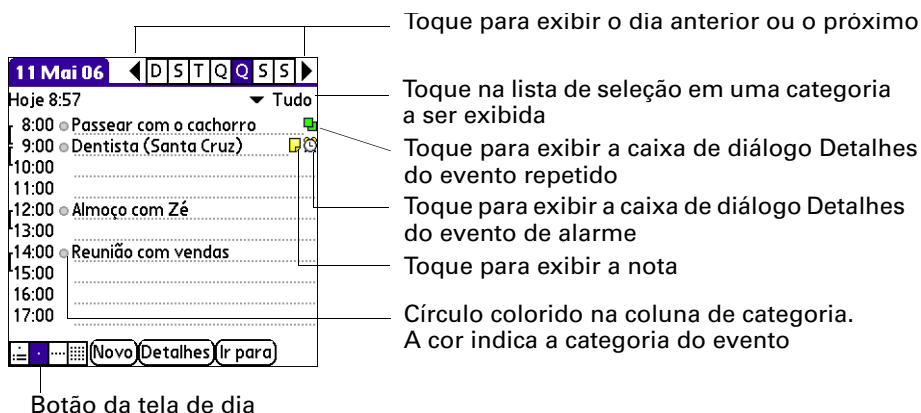 Toque para exibir o dia anterior ou o próximo
11 Mai 06 D S T Q Q S S
Hoje 8:57 Tudo
Toque na lista de seleção em uma categoria
a ser exibida
8:00 Passear com o cachorro
9:00 Dentista (Santa Cruz)
10:00
11:00
12:00 Almoço com Zé
13:00
14:00 Reunião com vendas
15:00
16:00
17:00
Toque para exibir a caixa de diálogo Detalhes
do evento repetido
Toque para exibir a caixa de diálogo Detalhes
do evento de alarme
Toque para exibir a nota
Círculo colorido na coluna de categoria.
A cor indica a categoria do evento
Novo Detalhes Ir para
Botão da tela de dia